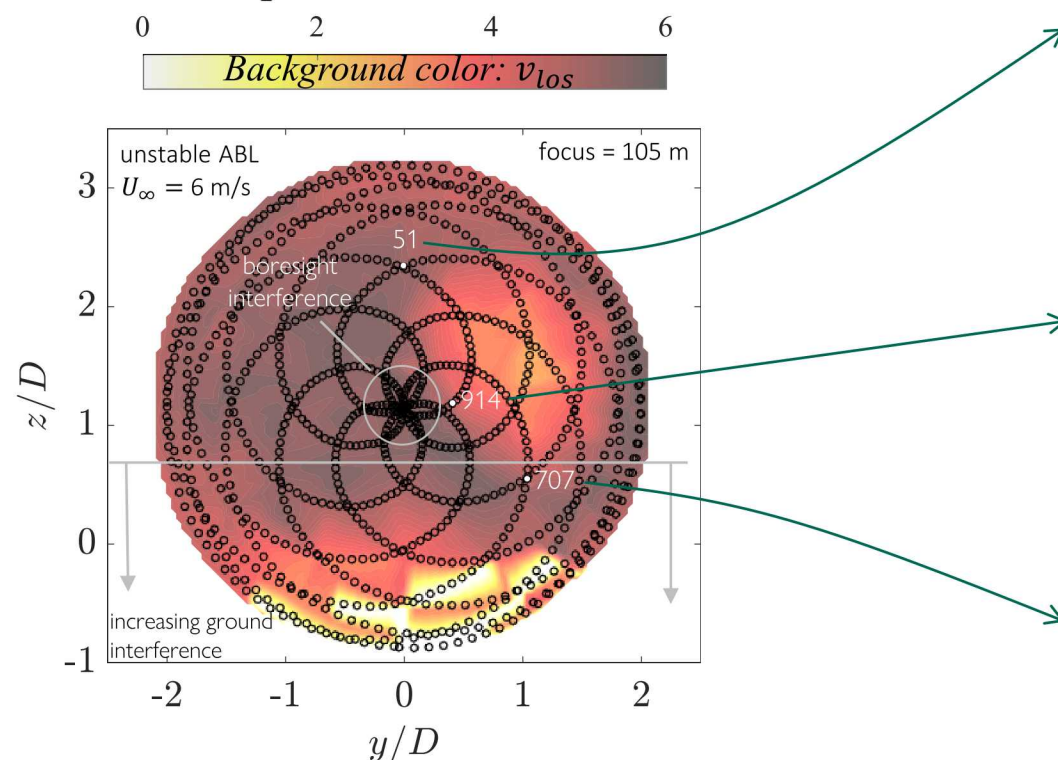 0 2 4 6
Background color: v_los
unstable ABL
U_∞ = 6 m/s
focus = 105 m
51
boresight
interference
914
707
increasing ground
interference
3
2
1
0
-1
z/D
-2 -1 0 1 2
y/D